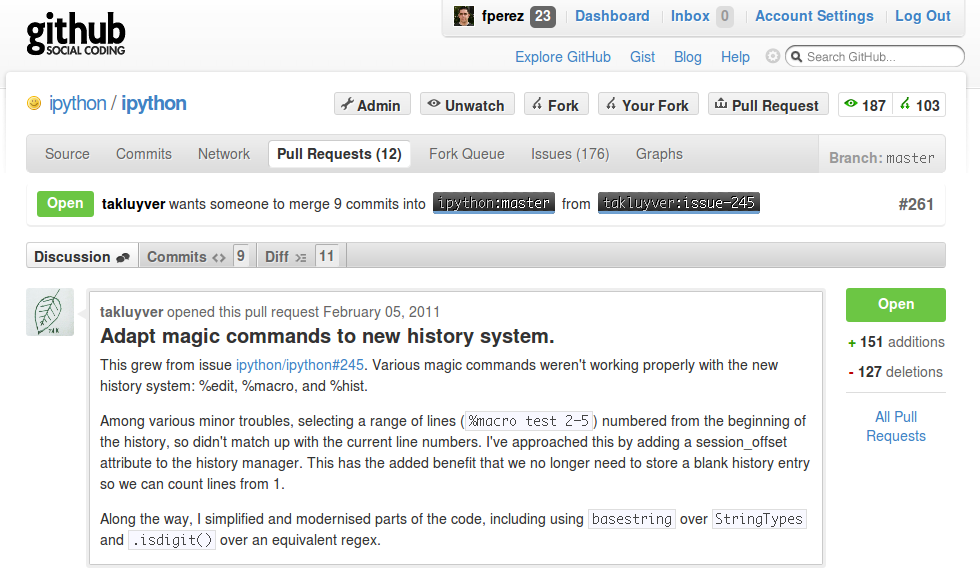 github
SOCIAL CODING
fperez 23 Dashboard Inbox 0 Account Settings Log Out
Explore GitHub Gist Blog Help Search GitHub...
ipython / ipython
Admin Unwatch Fork Your Fork Pull Request 187 103
Source Commits Network Pull Requests (12) Fork Queue Issues (176) Graphs Branch: master
Open takluyver wants someone to merge 9 commits into ipython:master from takluyver:issue-245 #261
Discussion Commits 9 Diff 11
takluyver opened this pull request February 05, 2011
Adapt magic commands to new history system.
This grew from issue ipython/ipython#245. Various magic commands weren't working properly with the new
history system: %edit, %macro, and %hist.
Among various minor troubles, selecting a range of lines (%macro test 2-5) numbered from the beginning of
the history, so didn't match up with the current line numbers. I've approached this by adding a session_offset
attribute to the history manager. This has the added benefit that we no longer need to store a blank history entry
so we can count lines from 1.
Along the way, I simplified and modernised parts of the code, including using basestring over StringTypes
and .isdigit() over an equivalent regex.
Open
+ 151 additions
- 127 deletions
All Pull
Requests